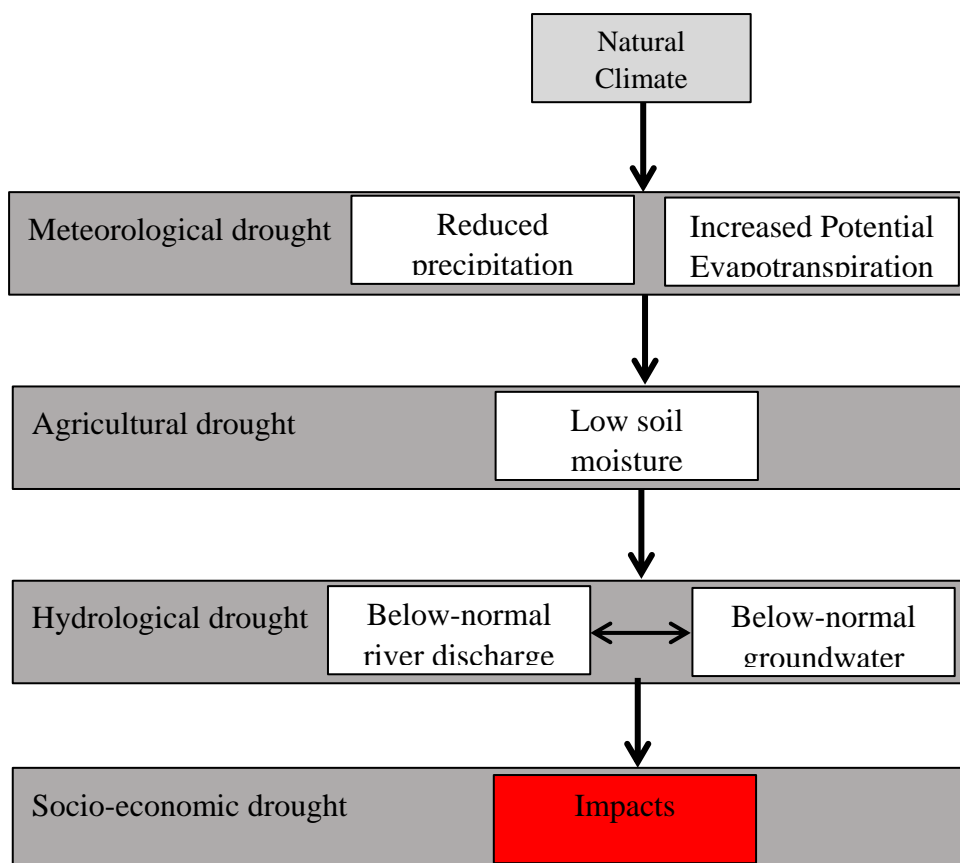 Natural
Climate
Meteorological drought
Reduced
precipitation
Increased Potential
Evapotranspiration
Agricultural drought
Low soil
moisture
Hydrological drought
Below-normal
river discharge
Below-normal
groundwater
Socio-economic drought
Impacts